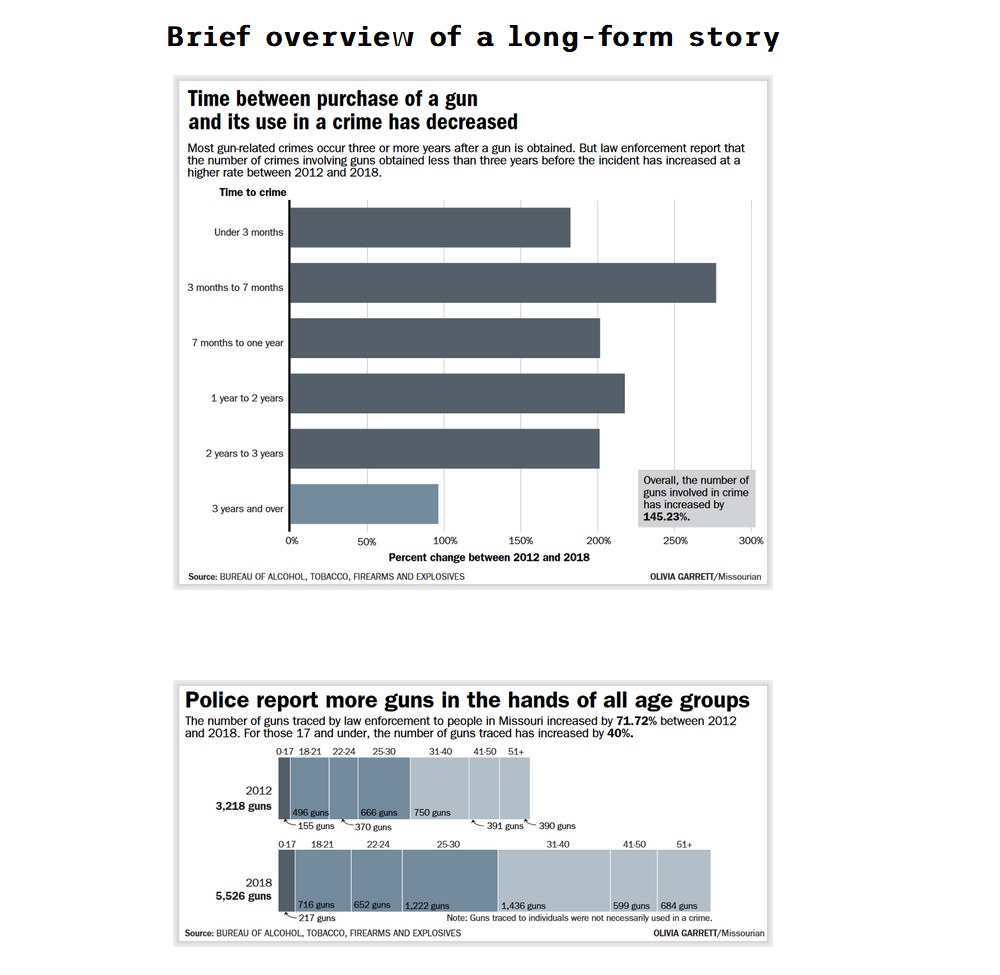 Brief overview of a long-form story
Time between purchase of a gun
and its use in a crime has decreased
Most gun-related crimes occur three or more years after a gun is obtained. But law enforcement report that
the number of crimes involving guns obtained less than three years before the incident has increased at a
higher rate between 2012 and 2018.
Time to crime
Under 3 months
3 months to 7 months
7 months to one year
1 year to 2 years
2 years to 3 years
3 years and over
Overall, the number of
guns involved in crime
has increased by
145.23%.
0% 50% 100% 150% 200% 250% 300%
Percent change between 2012 and 2018
Source: BUREAU OF ALCOHOL, TOBACCO, FIREARMS AND EXPLOSIVES OLIVIA GARRETT/Missourian
Police report more guns in the hands of all age groups
The number of guns traced by law enforcement to people in Missouri increased by 71.72% between 2012
and 2018. For those 17 and under, the number of guns traced has increased by 40%.
0-17 18-21 22-24 25-30 31-40 41-50 51+
2012
3,218 guns
496 guns 666 guns 750 guns
155 guns 370 guns 391 guns 390 guns
0-17 18-21 22-24 25-30 31-40 41-50 51+
2018
5,526 guns
716 guns 652 guns 1,222 guns 1,436 guns 599 guns 684 guns
217 guns Note: Guns traced to individuals were not necessarily used in a crime.
Source: BUREAU OF ALCOHOL, TOBACCO, FIREARMS AND EXPLOSIVES OLIVIA GARRETT/Missourian